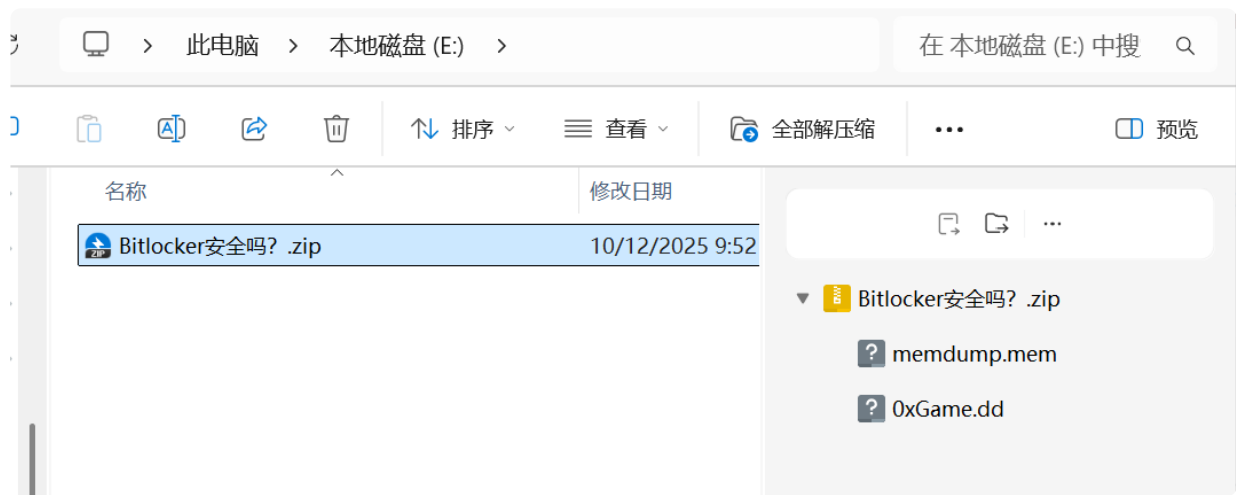 此电脑 > 本地磁盘 (E:) >
在 本地磁盘 (E:) 中搜
排序
查看
全部解压缩
预览
名称
修改日期
Bitlocker安全吗？.zip
10/12/2025 9:52
Bitlocker安全吗？.zip
memdump.mem
0xGame.dd